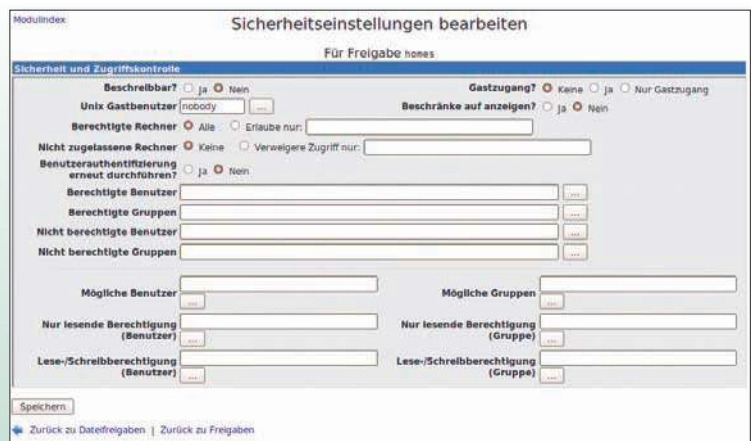 Modulindex
Sicherheitseinstellungen bearbeiten
Für Freigabe homes
Sicherheit und Zugriffskontrolle
Beschreibbar? Ja Nein Gastzugang? Keine Ja Nur Gastzugang
Unix Gastbenutzer nobody ... Beschränke auf anzeigen? Ja Nein
Berechtigte Rechner Alle Erlaube nur:
Nicht zugelassene Rechner Keine Verweigere Zugriff nur:
Benutzerauthentifizierung
erneut durchführen? Ja Nein
Berechtigte Benutzer ...
Berechtigte Gruppen ...
Nicht berechtigte Benutzer ...
Nicht berechtigte Gruppen ...
Mögliche Benutzer ... Mögliche Gruppen ...
Nur lesende Berechtigung Nur lesende Berechtigung
(Benutzer) ... (Gruppe) ...
Lese-/Schreibberechtigung Lese-/Schreibberechtigung
(Benutzer) ... (Gruppe) ...
Speichern
Zurück zu Dateifreigaben | Zurück zu Freigaben